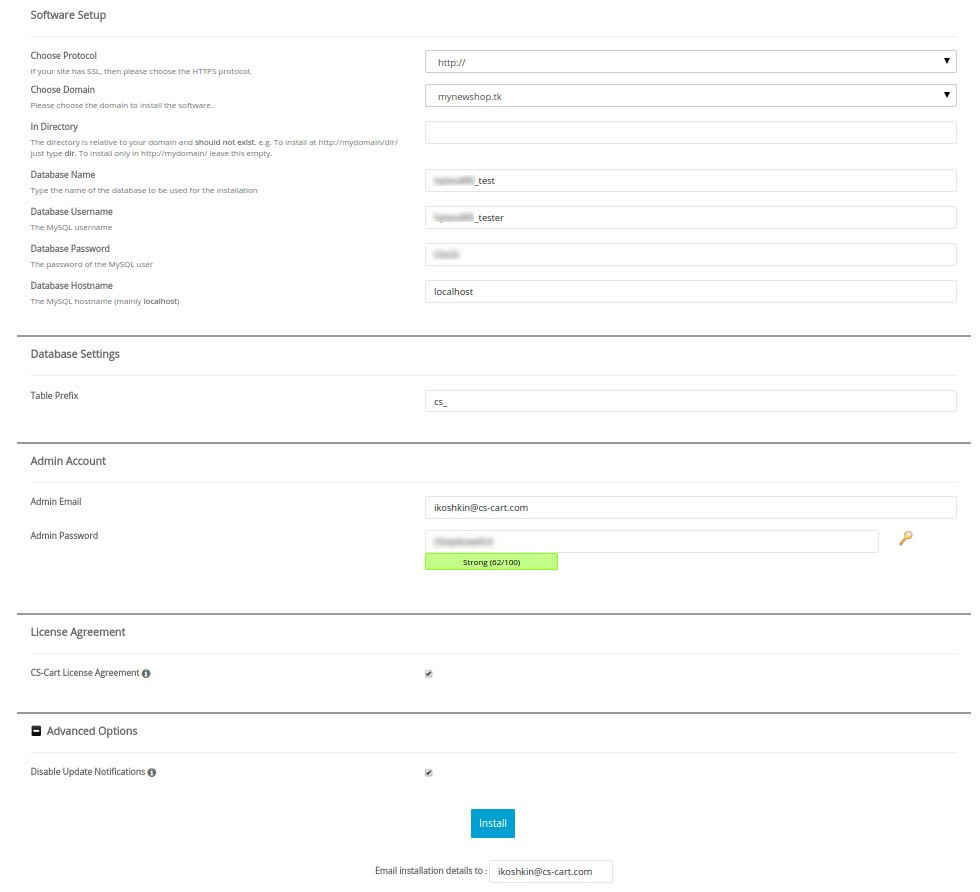 Software Setup
Choose Protocol
If your site has SSL, then please choose the HTTPS protocol.
http://
Choose Domain
Please choose the domain to install the software.
mynewshop.tk
In Directory
The directory is relative to your domain and should not exist. e.g. To install at http://mydomain/dir/
just type dir. To install only in http://mydomain/ leave this empty.
Database Name
Type the name of the database to be used for the installation
_test
Database Username
The MySQL username
_tester
Database Password
The password of the MySQL user
Database Hostname
The MySQL hostname (mainly localhost)
localhost
Database Settings
Table Prefix
cs_
Admin Account
Admin Email
ikoshkin@cs-cart.com
Admin Password
Strong (62/100)
License Agreement
CS-Cart License Agreement
Advanced Options
Disable Update Notifications
Install
Email installation details to :
ikoshkin@cs-cart.com